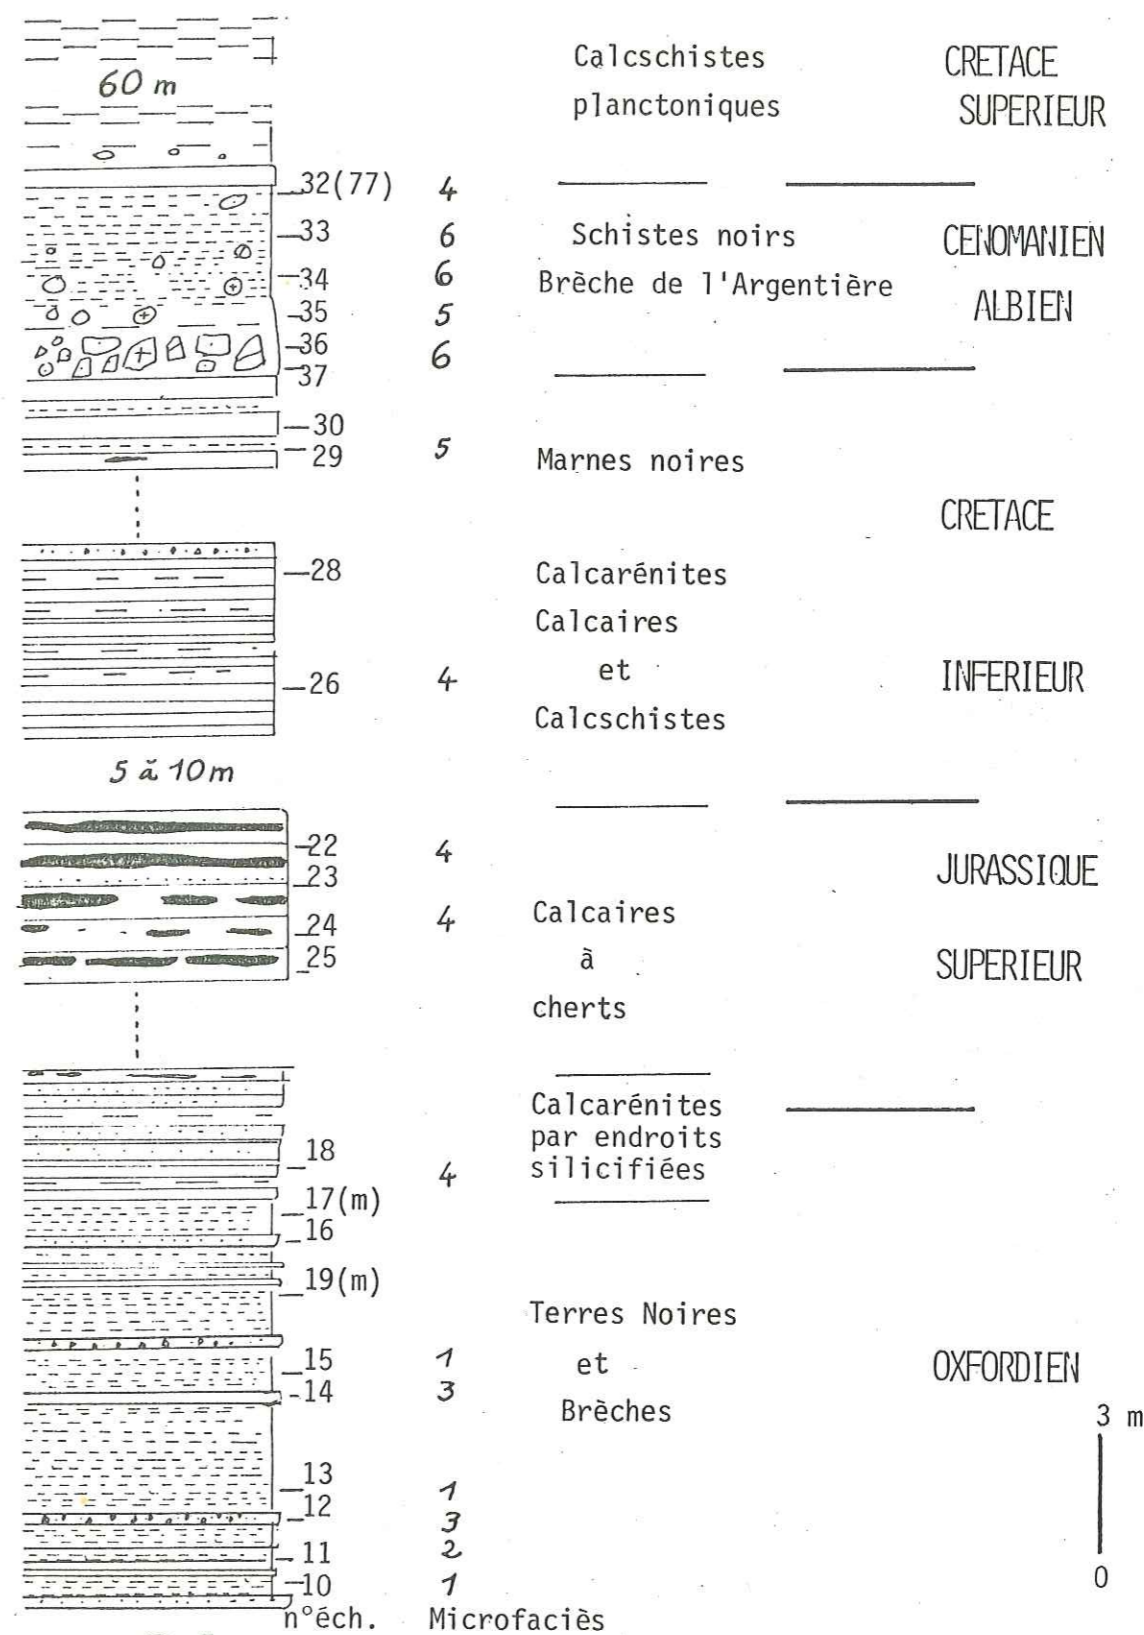 Calcschistes CRETACE
60 m
planctoniques SUPERIEUR
32(77) 4
33 6 Schistes noirs CENOMANIEN
34 6 Brèche de l'Argentière
35 5 ALBIEN
36 6
37
30
29 5 Marnes noires
CRETACE
28 Calcarénites
Calcaires
26 4 et INFERIEUR
Calcschistes
5 à 10 m
22 4 JURASSIQUE
23
24 4 Calcaires
25 à SUPERIEUR
cherts
Calcarénites
par endroits
18 silicifiées
4
17(m)
16
19(m)
Terres Noires
15 1 et OXFORDIEN
14 3
Brèches
3 m
13 1
12 3
11 2
10 1 0
n°éch. Microfaciès